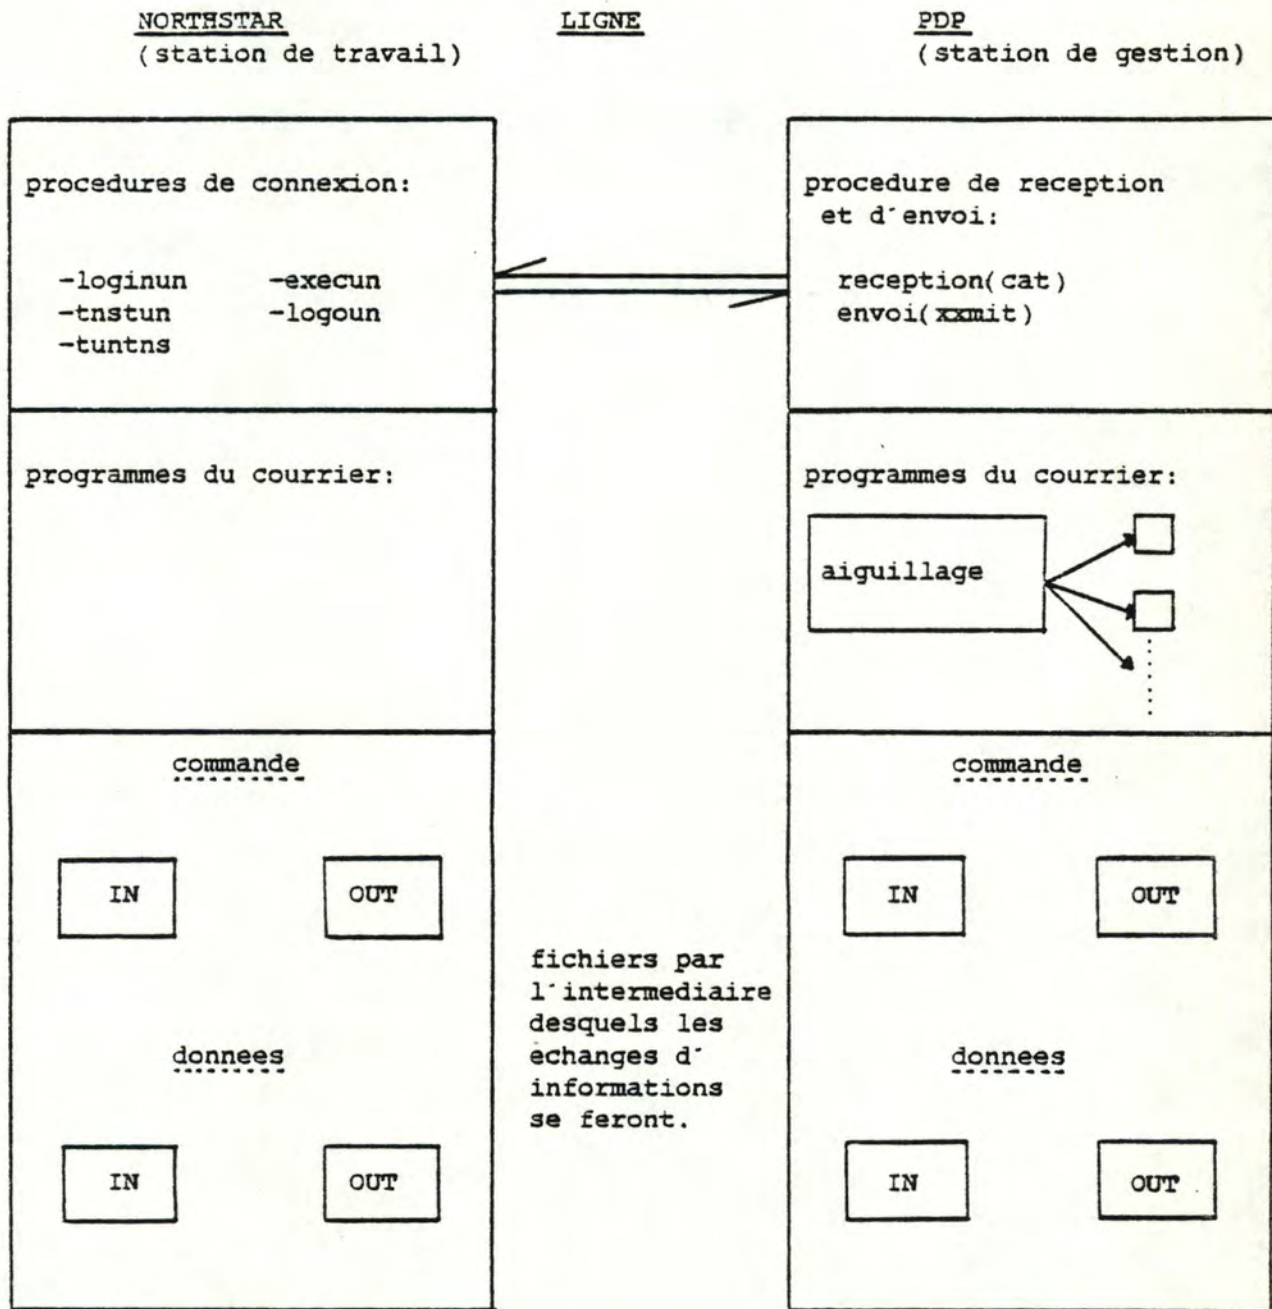 NORTHSTAR
(station de travail)
LIGNE
PDP
(station de gestion)
procedures de connexion:
-loginun -execun
-tnstun -logoun
-tuntns
procedure de reception
et d´envoi:
reception(cat)
envoi(xxmit)
programmes du courrier:
programmes du courrier:
aiguillage
commande
IN OUT
donnees
IN OUT
fichiers par
l´intermediaire
desquels les
echanges d´
informations
se feront.
commande
IN OUT
donnees
IN OUT